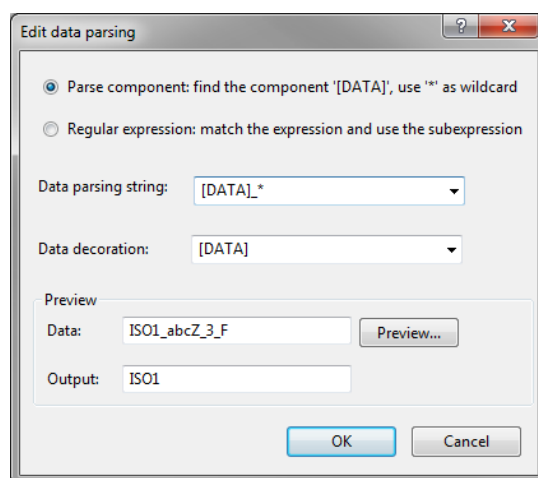 Edit data parsing
?
Parse component: find the component '[DATA]', use '*' as wildcard
Regular expression: match the expression and use the subexpression
Data parsing string: [DATA]_*
Data decoration: [DATA]
Preview
Data: ISO1_abcZ_3_F Preview...
Output: ISO1
OK Cancel